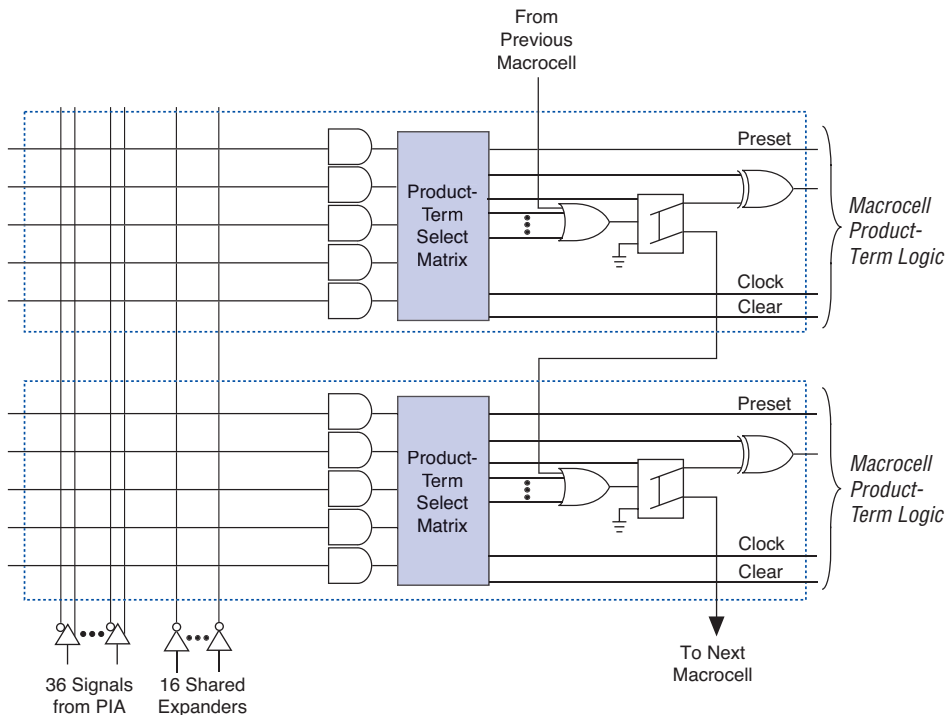 From
Previous
Macrocell
Preset
Product-
Term
Select
Matrix
Macrocell
Product-
Term Logic
Clock
Clear
Preset
Product-
Term
Select
Matrix
Macrocell
Product-
Term Logic
Clock
Clear
To Next
Macrocell
36 Signals
from PIA
16 Shared
Expanders